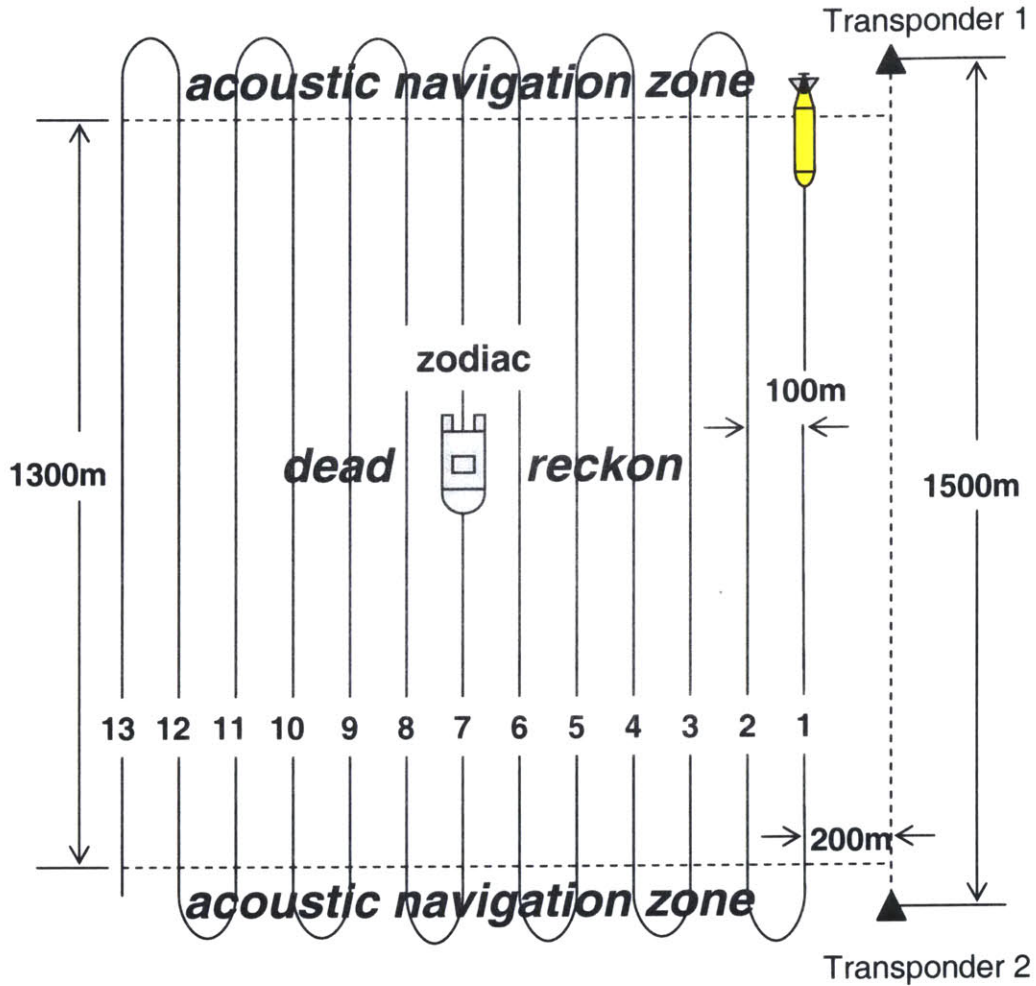 Transponder 1
acoustic navigation zone
zodiac
100m
1300m
dead reckon
1500m
13 12 11 10 9 8 7 6 5 4 3 2 1
200m
acoustic navigation zone
Transponder 2